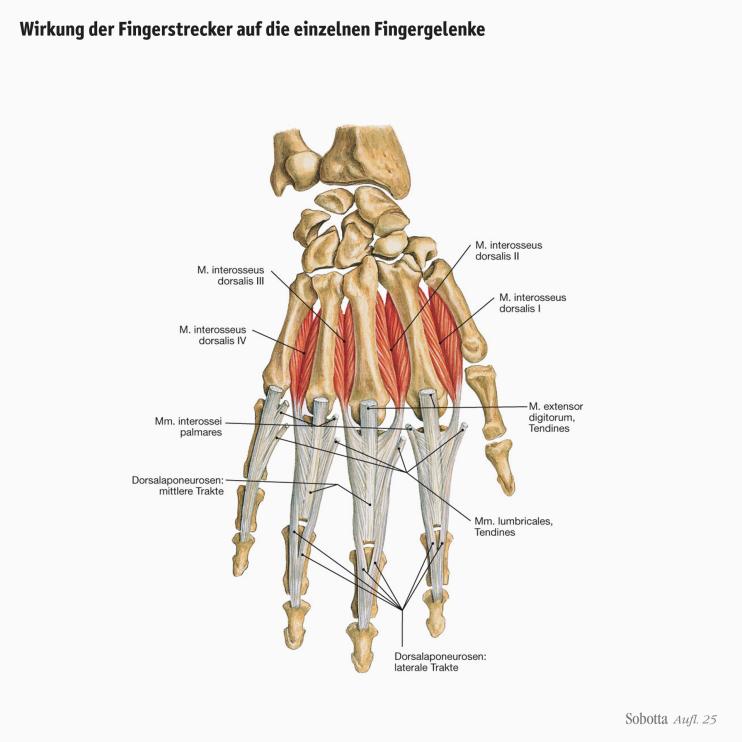 Wirkung der Fingerstrecker auf die einzelnen Fingergelenke
M. interosseus
dorsalis II
M. interosseus
dorsalis III
M. interosseus
dorsalis I
M. interosseus
dorsalis IV
M. extensor
digitorum,
Tendines
Mm. interossei
palmares
Dorsalaponeurosen:
mittlere Trakte
Mm. lumbricales,
Tendines
Dorsalaponeurosen:
laterale Trakte
Sobotta Aufl. 25